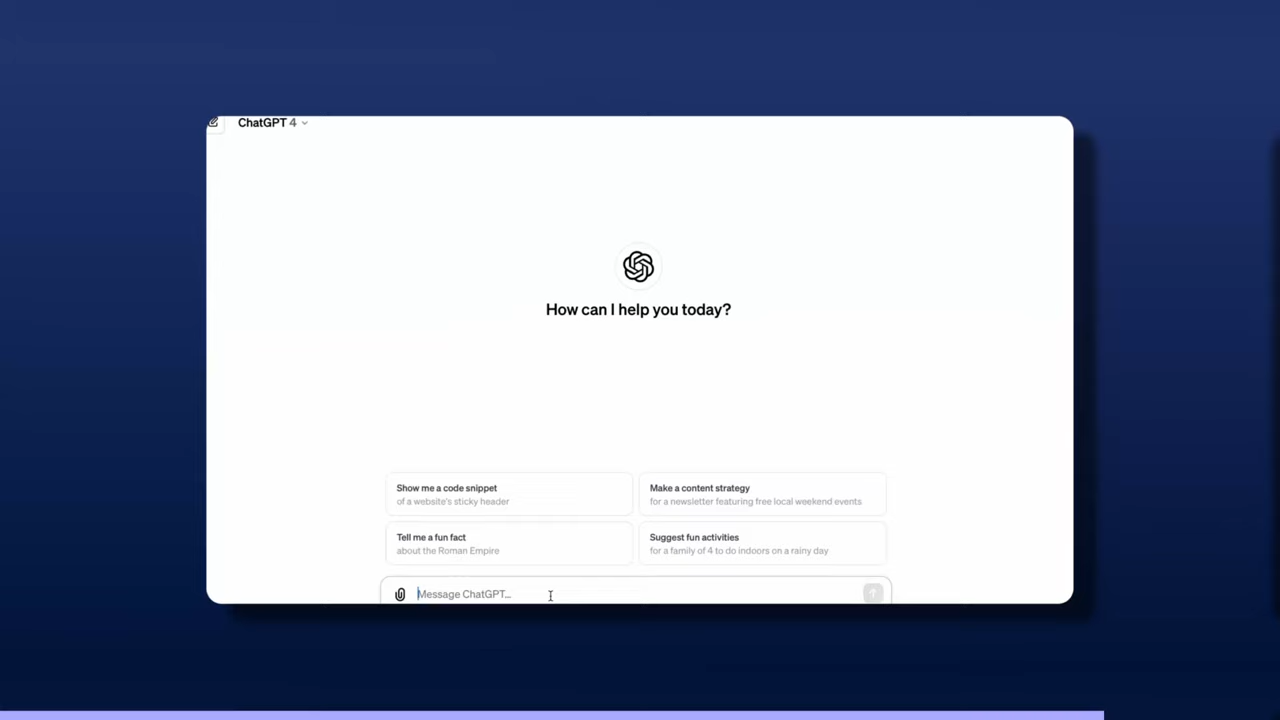 ChatGPT 4
How can I help you today?
Show me a code snippet
of a website's sticky header
Make a content strategy
for a newsletter featuring free local weekend events
Tell me a fun fact
about the Roman Empire
Suggest fun activities
for a family of 4 to do indoors on a rainy day
Message ChatGPT...